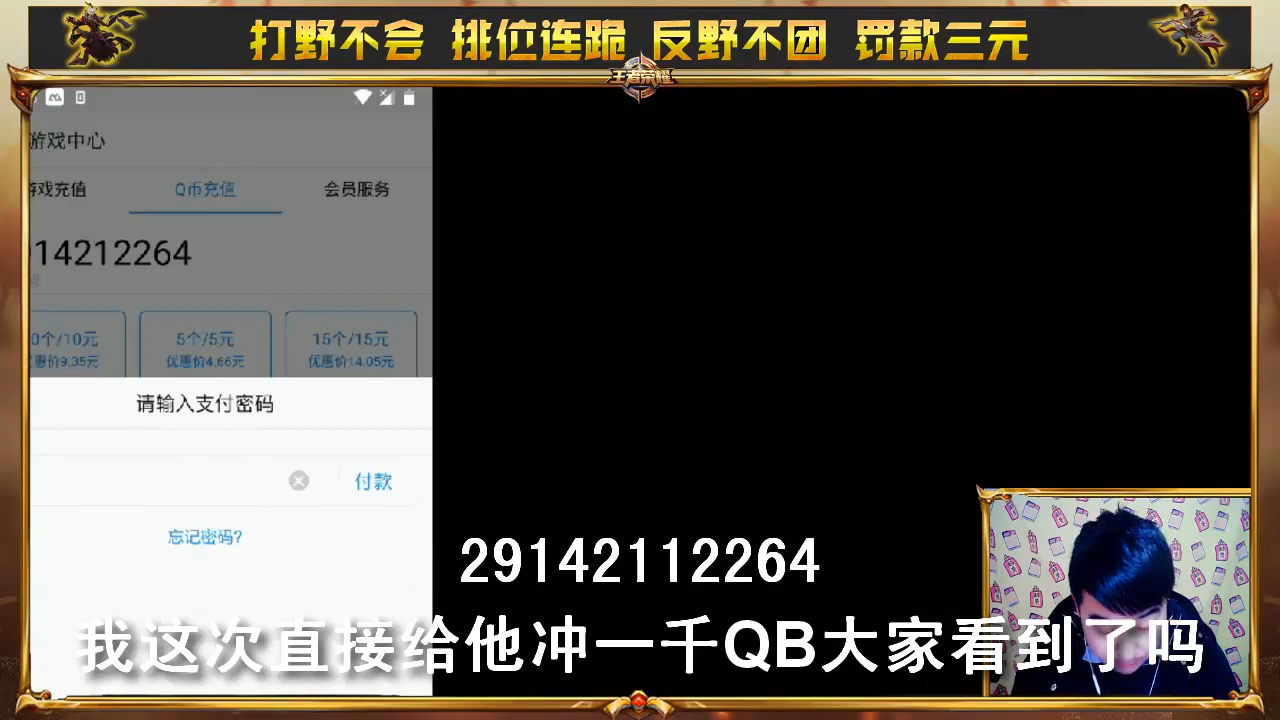 打野不会 排位连跪 反野不团 罚款三元
王者荣耀
游戏中心
游戏充值 Q币充值 会员服务
914212264
0个/10元 5个/5元 15个/15元
惠价9.35元 优惠价4.66元 优惠价14.05元
请输入支付密码
付款
忘记密码?
29142112264
我这次直接给他冲一千QB大家看到了吗